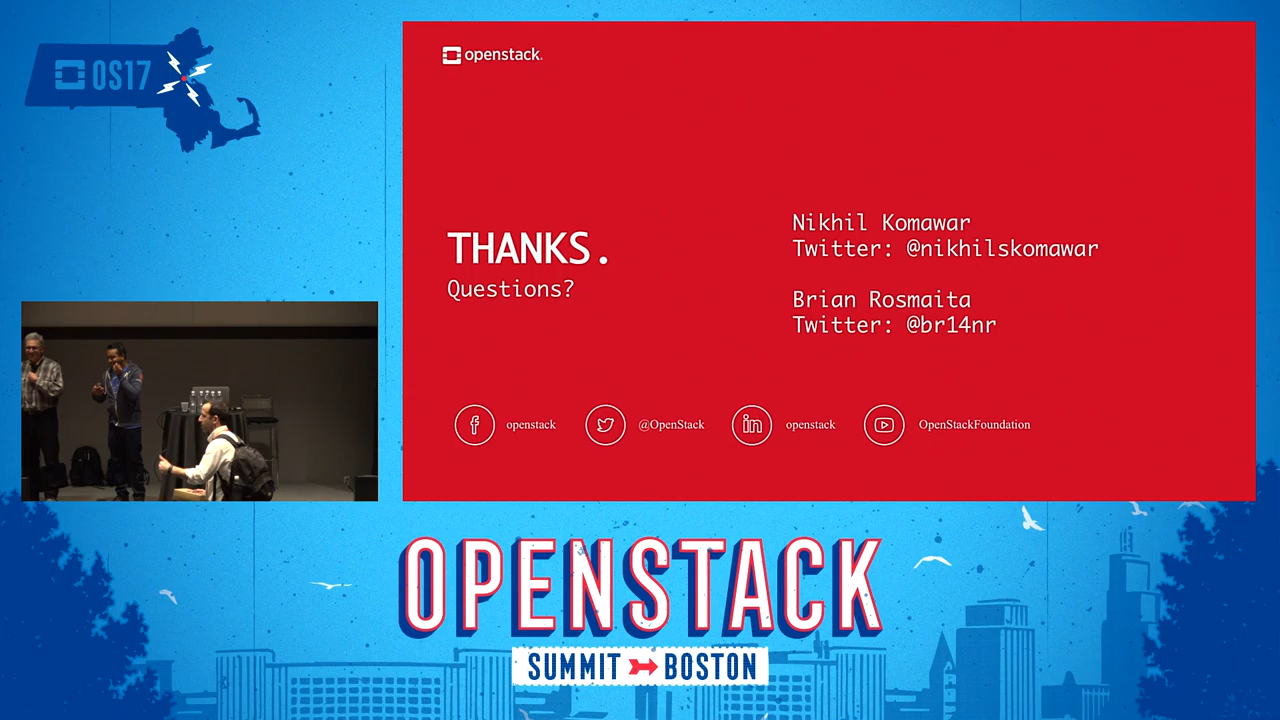 OS17
openstack.
THANKS.
Questions?
Nikhil Komawar
Twitter: @nikhilskomawar
Brian Rosmaita
Twitter: @br14nr
openstack
@OpenStack
openstack
OpenStackFoundation
OPENSTACK
SUMMIT BOSTON